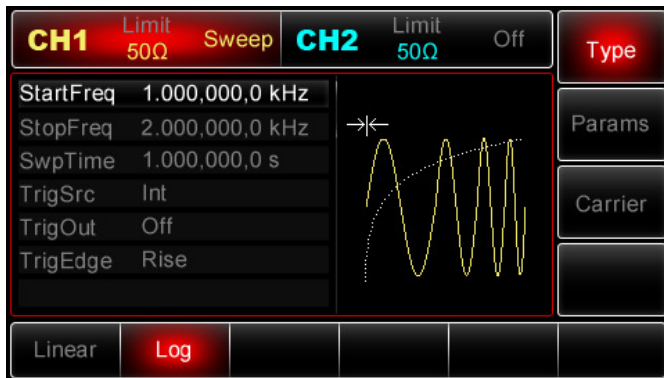 CH1 Limit 50Ω Sweep CH2 Limit 50Ω Off
Type
StartFreq 1.000,000,0 kHz
StopFreq 2.000,000,0 kHz
SwpTime 1.000,000,0 s
TrigSrc Int
TrigOut Off
TrigEdge Rise
Params
Carrier
Linear Log